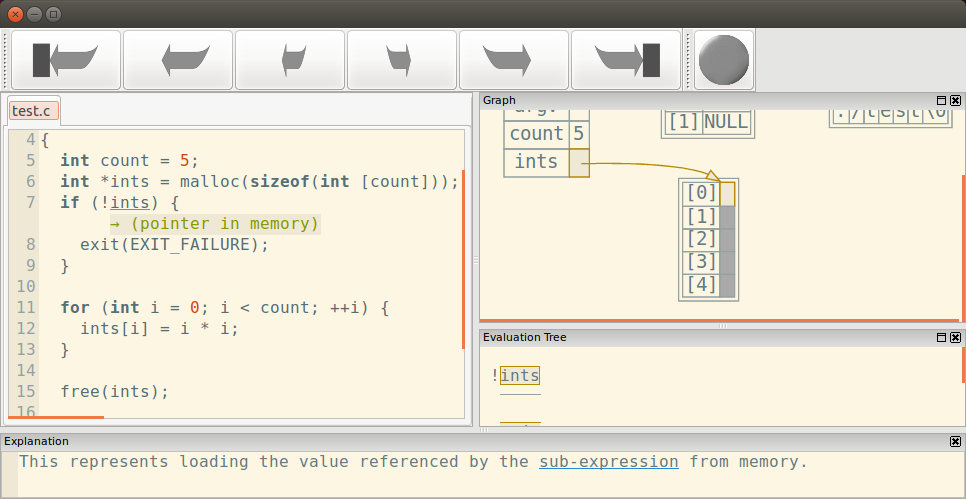 test.c
4 {
5 int count = 5;
6 int *ints = malloc(sizeof(int [count]));
7 if (!ints) {
→ (pointer in memory)
8 exit(EXIT_FAILURE);
9 }
10
11 for (int i = 0; i < count; ++i) {
12 ints[i] = i * i;
13 }
14
15 free(ints);
16
Graph
count 5
ints
[1] NULL
[0]
[1]
[2]
[3]
[4]
Evaluation Tree
!ints
Explanation
This represents loading the value referenced by the sub-expression from memory.